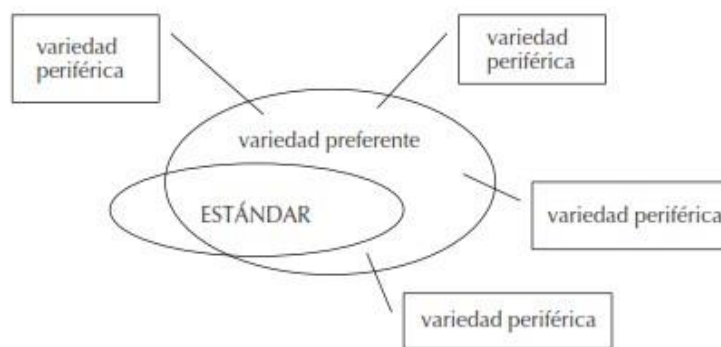 variedad
periférica
variedad
periférica
variedad preferente
ESTÁNDAR
variedad periférica
variedad periférica